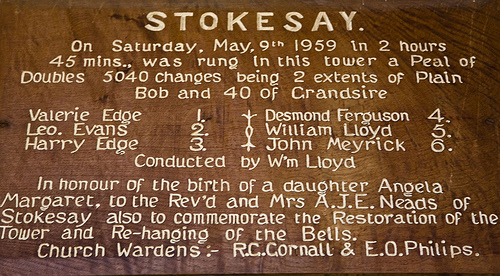 STOKESAY.
On Saturday, May, 9th 1959 in 2 hours
45 mins., was rung in this tower a Peal of
Doubles 5040 changes being 2 extents of Plain
Bob and 40 of Grandsire
Valerie Edge 1. Desmond Ferguson 4.
Leo. Evans 2. William Lloyd 5.
Harry Edge 3. John Meyrick 6.
Conducted by W'm Lloyd
In honour of the birth of a daughter Angela
Margaret, to the Rev'd and Mrs A.J.E. Neads of
Stokesay also to commemorate the Restoration of the
Tower and Re-hanging of the Bells.
Church Wardens :- R.C.Cornall & E.O.Philips.